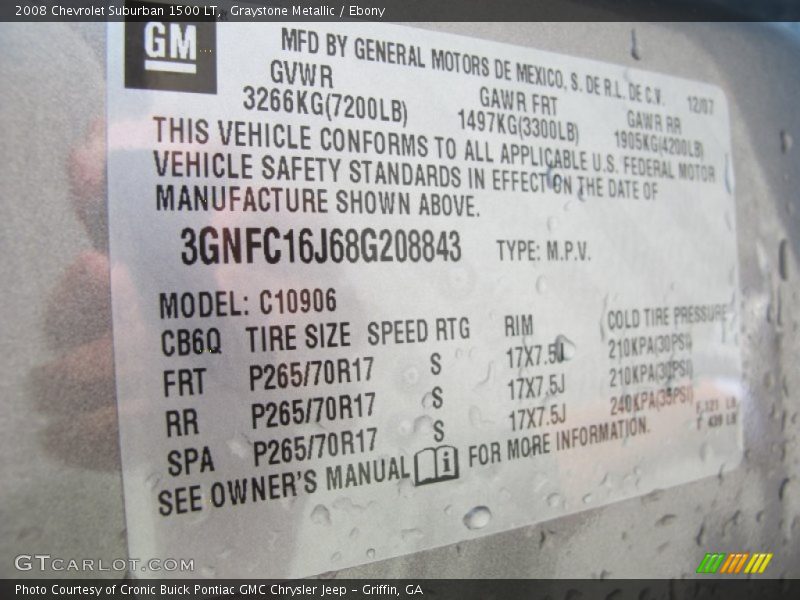 2008 Chevrolet Suburban 1500 LT, Graystone Metallic / Ebony
GM
MFD BY GENERAL MOTORS DE MEXICO, S. DE R.L. DE C.V. 12/07
GVWR GAWR FRT GAWR RR
3266KG(7200LB) 1497KG(3300LB) 1905KG(4200LB)
THIS VEHICLE CONFORMS TO ALL APPLICABLE U.S. FEDERAL MOTOR
VEHICLE SAFETY STANDARDS IN EFFECT ON THE DATE OF
MANUFACTURE SHOWN ABOVE.
3GNFC16J68G208843 TYPE: M.P.V.
MODEL: C10906
CB6Q TIRE SIZE SPEED RTG RIM COLD TIRE PRESSURE
FRT P265/70R17 S 17X7.5J 210KPA(30PSI)
RR P265/70R17 S 17X7.5J 210KPA(30PSI)
SPA P265/70R17 S 17X7.5J 240KPA(35PSI)
SEE OWNER'S MANUAL FOR MORE INFORMATION.
GTCARLOT.COM
Photo Courtesy of Cronic Buick Pontiac GMC Chrysler Jeep - Griffin, GA